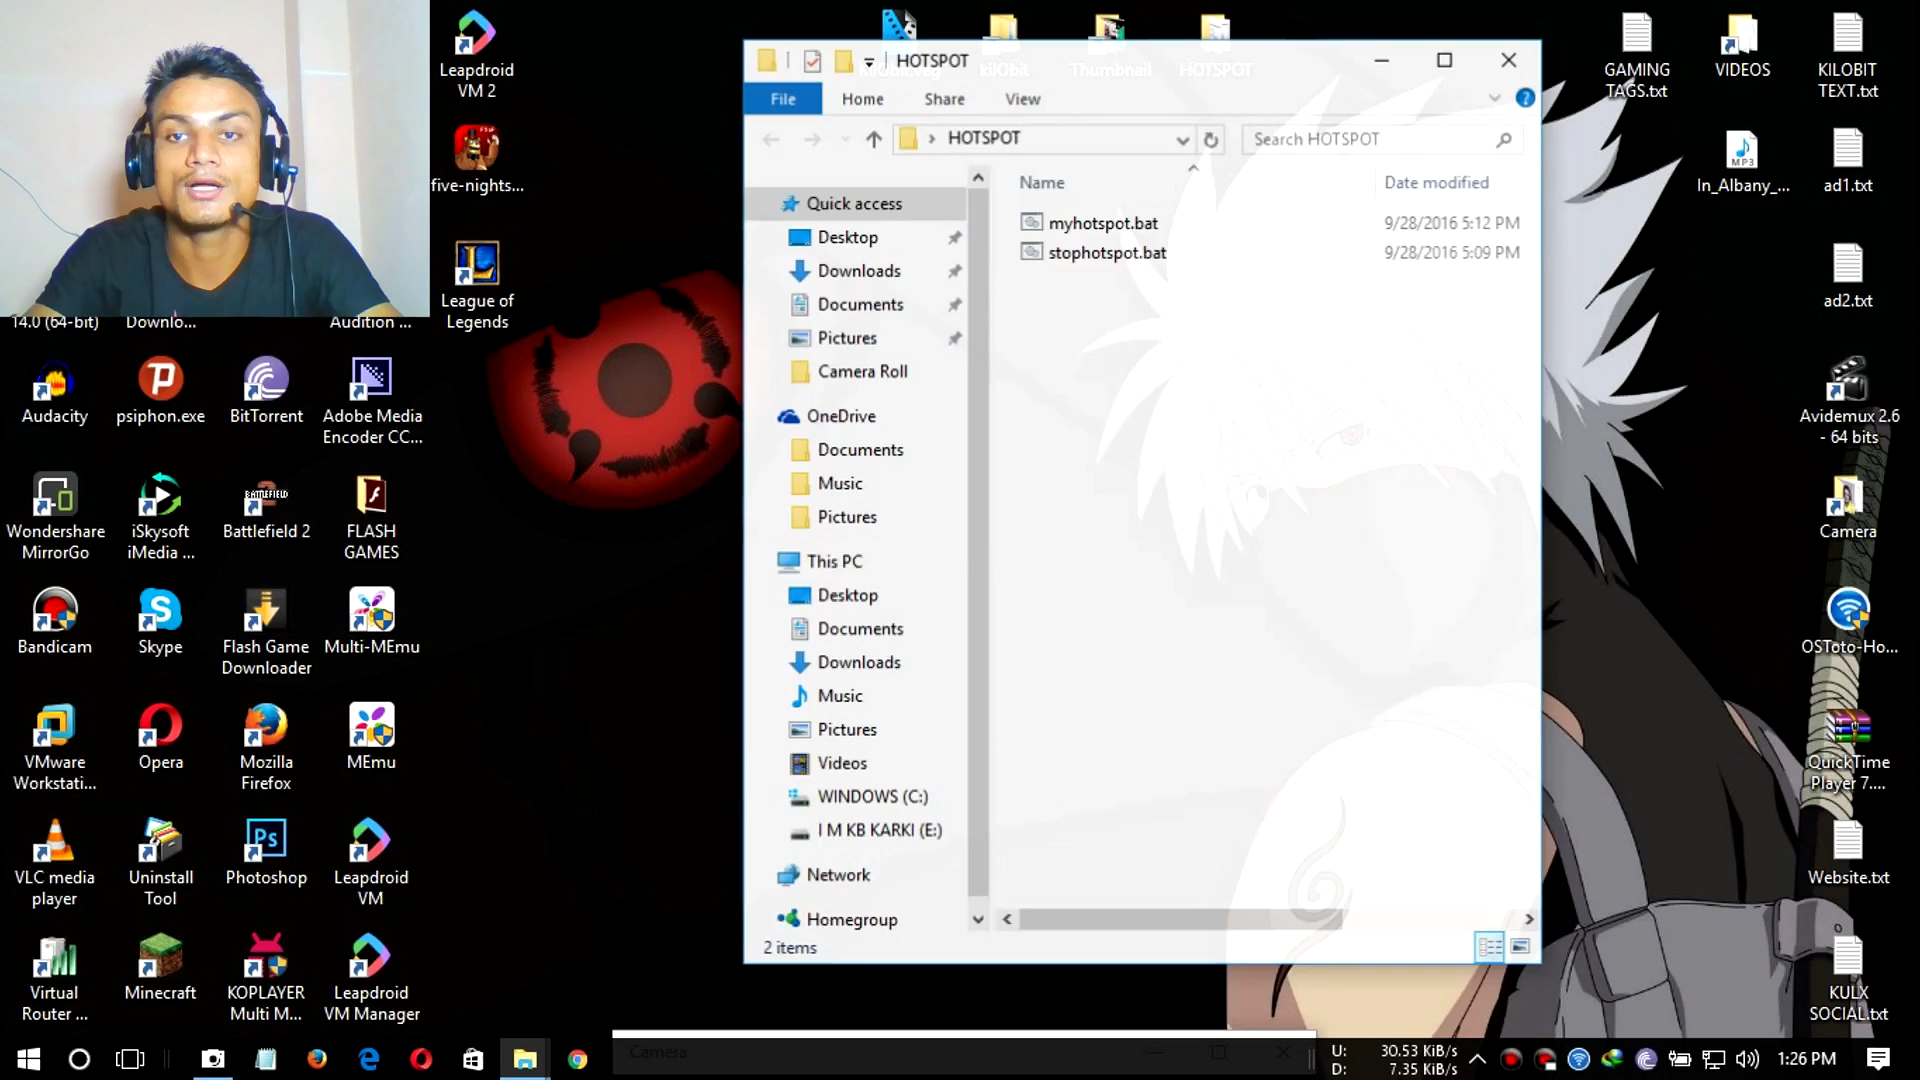 Leapdroid
VM 2
five-nights...
League of
Legends
14.0 (64-bit)
Downlo...
Audition ...
Audacity
psiphon.exe
BitTorrent
Adobe Media
Encoder CC...
Wondershare
MirrorGo
iSkysoft
iMedia ...
BATTLEFIELD
Battlefield 2
FLASH
GAMES
Bandicam
Skype
Flash Game
Downloader
Multi-MEmu
VMware
Workstati...
Opera
Mozilla
Firefox
MEmu
VLC media
player
Uninstall
Tool
Ps
Photoshop
Leapdroid
VM
Virtual
Router ...
Minecraft
KOPLAYER
Multi M...
Leapdroid
VM Manager
kilObit
Thumbnail
HOTSPOT
HOTSPOT
File
Home
Share
View
HOTSPOT
Search HOTSPOT
Name
Date modified
myhotspot.bat
9/28/2016 5:12 PM
stophotspot.bat
9/28/2016 5:09 PM
Quick access
Desktop
Downloads
Documents
Pictures
Camera Roll
OneDrive
Documents
Music
Pictures
This PC
Desktop
Documents
Downloads
Music
Pictures
Videos
WINDOWS (C:)
I M KB KARKI (E:)
Network
Homegroup
2 items
GAMING
TAGS.txt
VIDEOS
KILOBIT
TEXT.txt
MP3
In_Albany_...
ad1.txt
ad2.txt
Avidemux 2.6
- 64 bits
Camera
OSToto-Ho...
QuickTime
Player 7....
Website.txt
KULX
SOCIAL.txt
Camera
U: 30.53 KiB/s
D: 7.35 KiB/s
1:26 PM